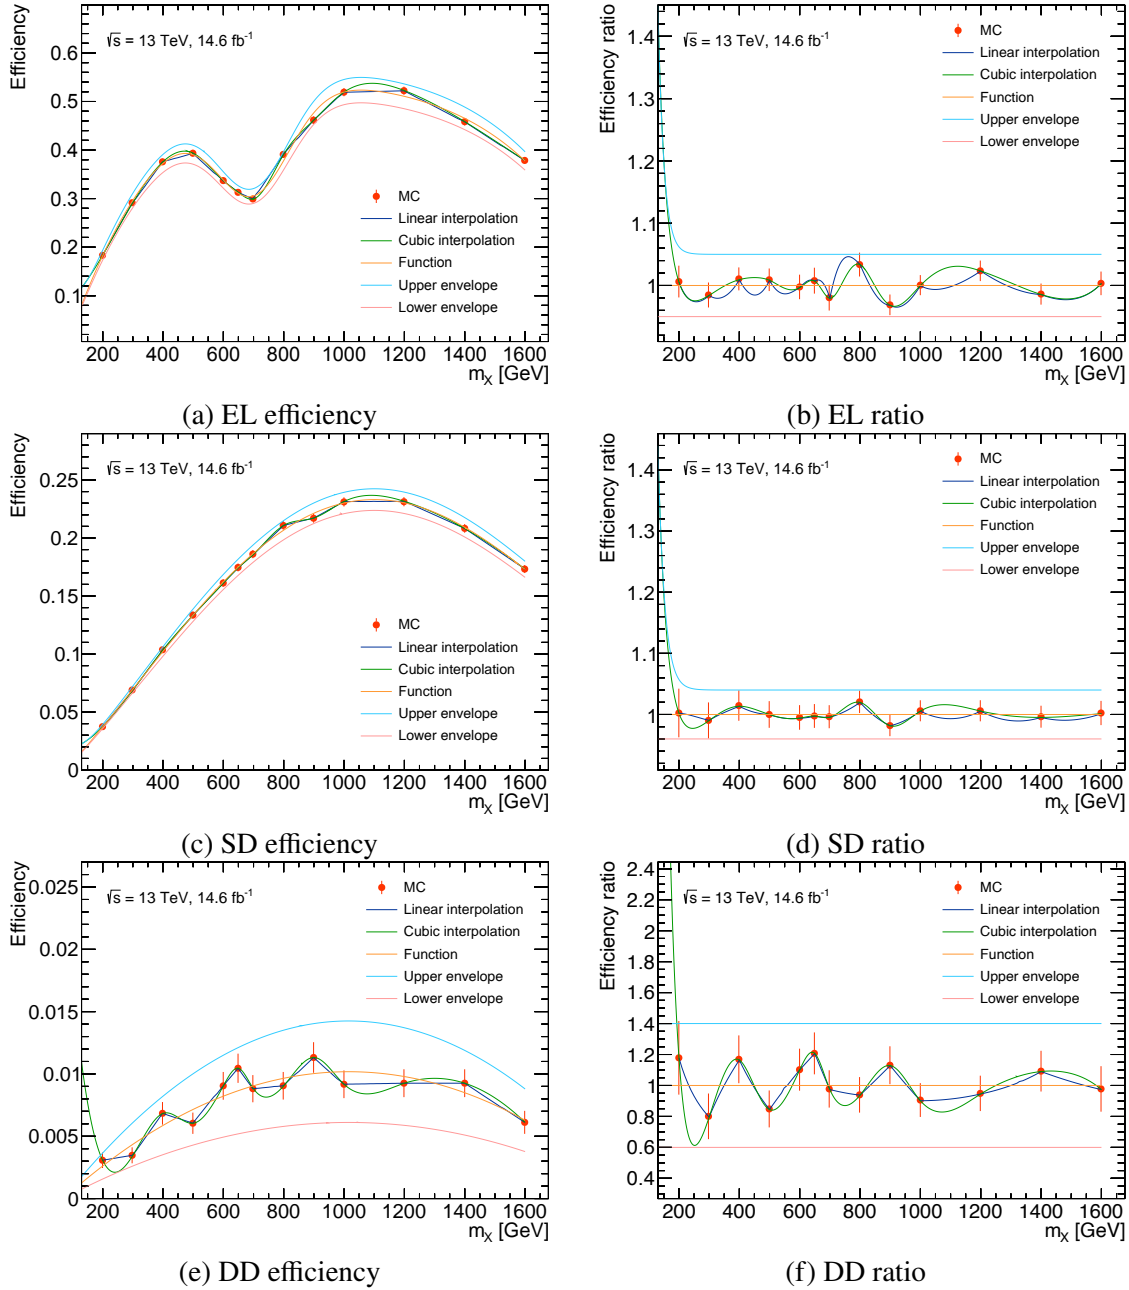 Efficiency
√s = 13 TeV, 14.6 fb⁻¹
0.6
0.5
0.4
0.3
0.2
0.1
MC
Linear interpolation
Cubic interpolation
Function
Upper envelope
Lower envelope
200 400 600 800 1000 1200 1400 1600
m_X [GeV]
(a) EL efficiency
Efficiency ratio
√s = 13 TeV, 14.6 fb⁻¹
1.4
1.3
1.2
1.1
1
MC
Linear interpolation
Cubic interpolation
Function
Upper envelope
Lower envelope
200 400 600 800 1000 1200 1400 1600
m_X [GeV]
(b) EL ratio
Efficiency
√s = 13 TeV, 14.6 fb⁻¹
0.25
0.2
0.15
0.1
0.05
0
MC
Linear interpolation
Cubic interpolation
Function
Upper envelope
Lower envelope
200 400 600 800 1000 1200 1400 1600
m_X [GeV]
(c) SD efficiency
Efficiency ratio
√s = 13 TeV, 14.6 fb⁻¹
1.4
1.3
1.2
1.1
1
MC
Linear interpolation
Cubic interpolation
Function
Upper envelope
Lower envelope
200 400 600 800 1000 1200 1400 1600
m_X [GeV]
(d) SD ratio
Efficiency
√s = 13 TeV, 14.6 fb⁻¹
0.025
0.02
0.015
0.01
0.005
0
MC
Linear interpolation
Cubic interpolation
Function
Upper envelope
Lower envelope
200 400 600 800 1000 1200 1400 1600
m_X [GeV]
(e) DD efficiency
Efficiency ratio
√s = 13 TeV, 14.6 fb⁻¹
2.4
2.2
2
1.8
1.6
1.4
1.2
1
0.8
0.6
0.4
MC
Linear interpolation
Cubic interpolation
Function
Upper envelope
Lower envelope
200 400 600 800 1000 1200 1400 1600
m_X [GeV]
(f) DD ratio